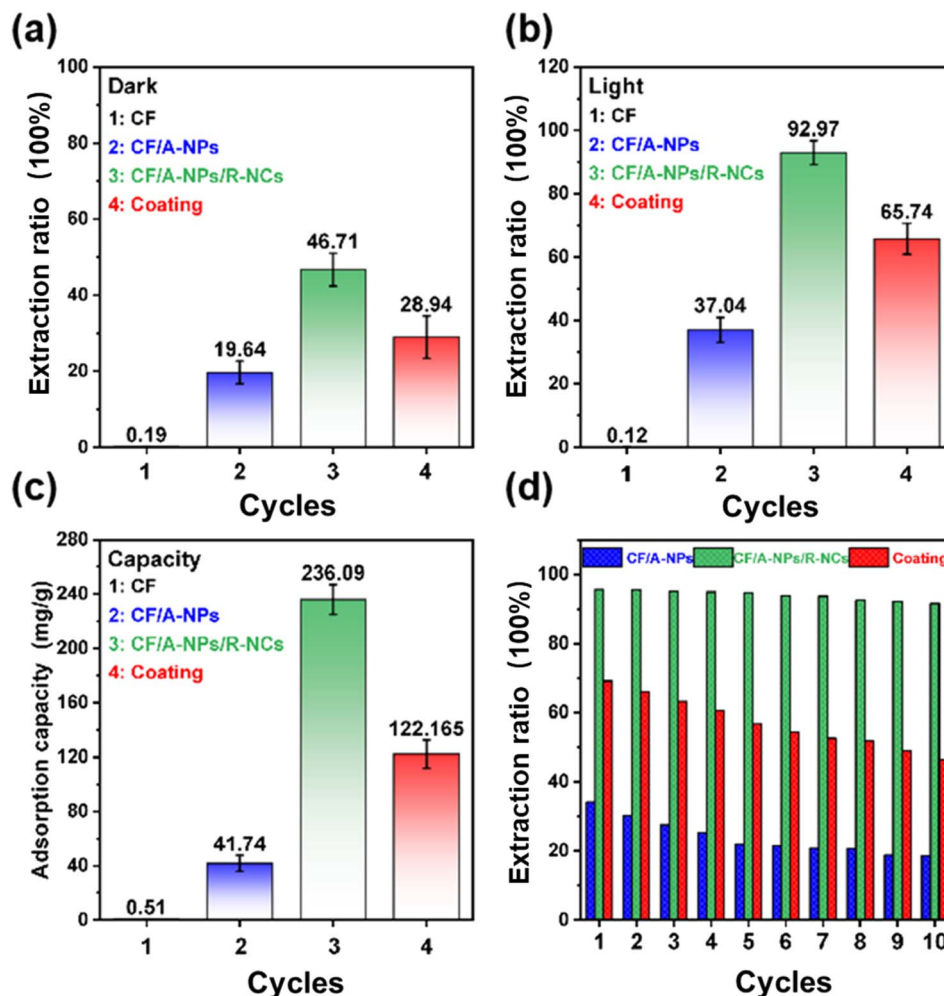 (a)
Extraction ratio (100%)
100
80
60
40
20
0
Dark
1: CF
2: CF/A-NPs
3: CF/A-NPs/R-NCs
4: Coating
0.19
19.64
46.71
28.94
1 2 3 4
Cycles
(b)
Extraction ratio (100%)
120
100
80
60
40
20
0
Light
1: CF
2: CF/A-NPs
3: CF/A-NPs/R-NCs
4: Coating
0.12
37.04
92.97
65.74
1 2 3 4
Cycles
(c)
Adsorption capacity (mg/g)
280
240
200
160
120
80
40
0
Capacity
1: CF
2: CF/A-NPs
3: CF/A-NPs/R-NCs
4: Coating
0.51
41.74
236.09
122.165
1 2 3 4
Cycles
(d)
Extraction ratio (100%)
100
80
60
40
20
0
CF/A-NPs CF/A-NPs/R-NCs Coating
1 2 3 4 5 6 7 8 9 10
Cycles